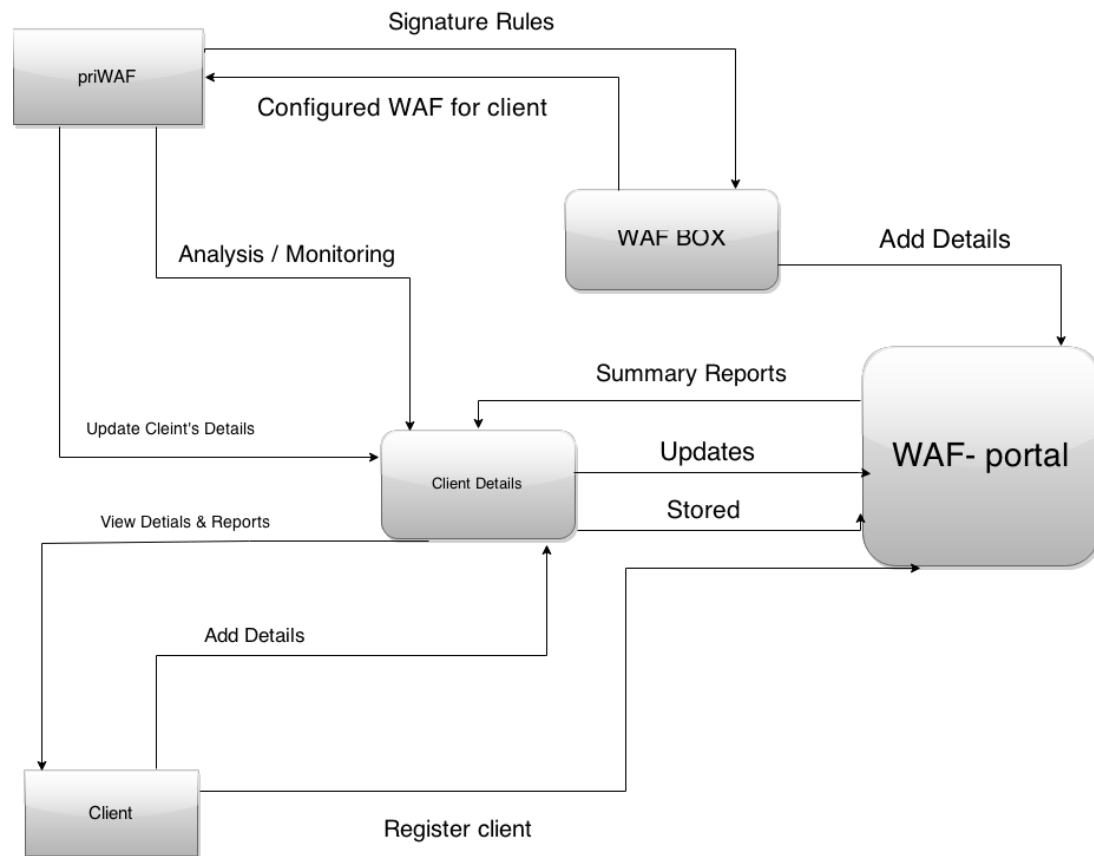 Signature Rules
priWAF
Configured WAF for client
WAF BOX
Add Details
Analysis / Monitoring
Summary Reports
Update Cleint's Details
Updates
WAF- portal
Client Details
Stored
View Detials & Reports
Add Details
Client
Register client